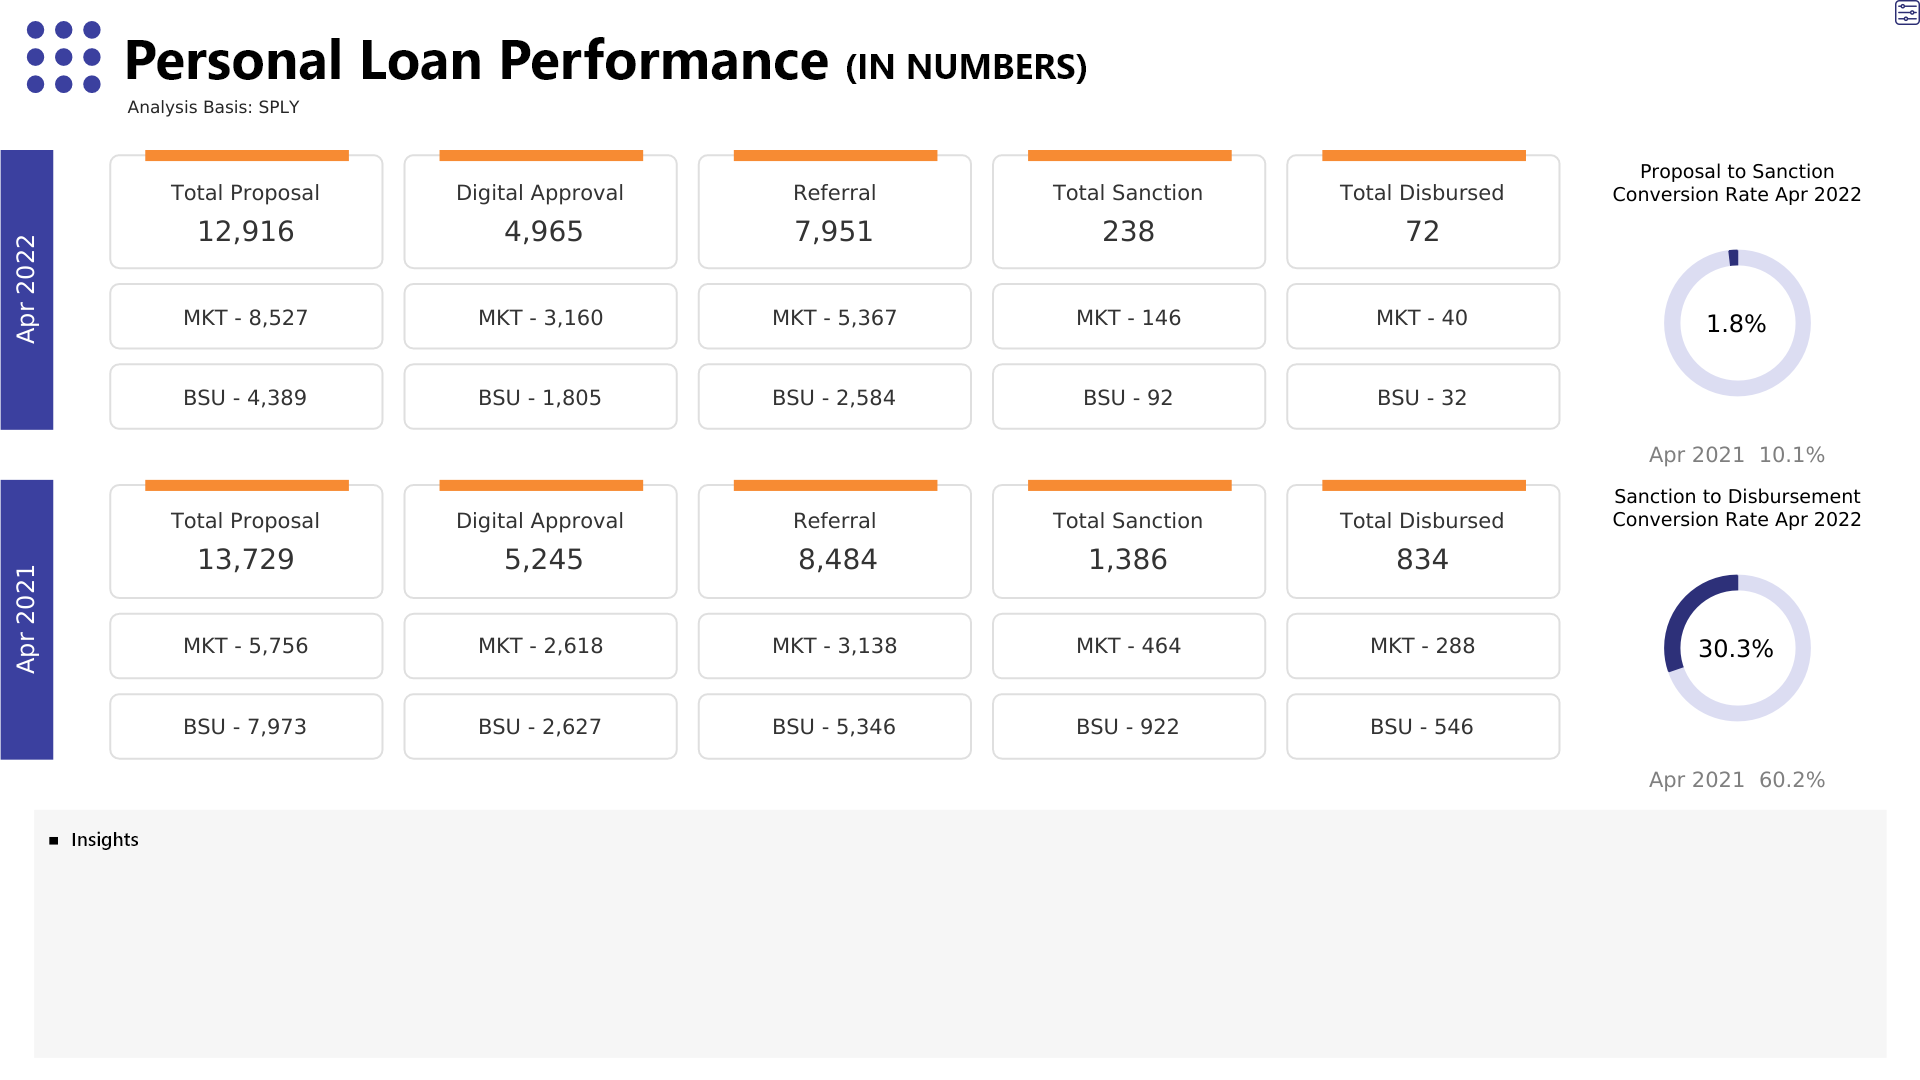 Personal Loan Performance (IN NUMBERS)
Analysis Basis: SPLY
Apr 2022
Total Proposal
12,916
Digital Approval
4,965
Referral
7,951
Total Sanction
238
Total Disbursed
72
MKT - 8,527
MKT - 3,160
MKT - 5,367
MKT - 146
MKT - 40
BSU - 4,389
BSU - 1,805
BSU - 2,584
BSU - 92
BSU - 32
Proposal to Sanction
Conversion Rate Apr 2022
1.8%
Apr 2021 10.1%
Apr 2021
Total Proposal
13,729
Digital Approval
5,245
Referral
8,484
Total Sanction
1,386
Total Disbursed
834
MKT - 5,756
MKT - 2,618
MKT - 3,138
MKT - 464
MKT - 288
BSU - 7,973
BSU - 2,627
BSU - 5,346
BSU - 922
BSU - 546
Sanction to Disbursement
Conversion Rate Apr 2022
30.3%
Apr 2021 60.2%
Insights